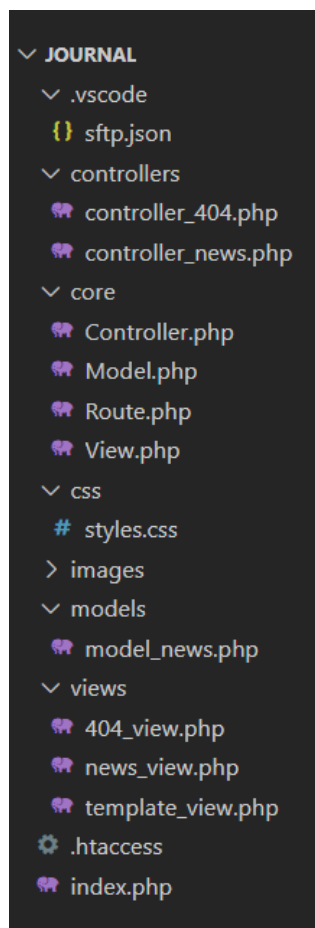 JOURNAL
.vscode
{} sftp.json
controllers
controller_404.php
controller_news.php
core
Controller.php
Model.php
Route.php
View.php
css
# styles.css
images
models
model_news.php
views
404_view.php
news_view.php
template_view.php
.htaccess
index.php